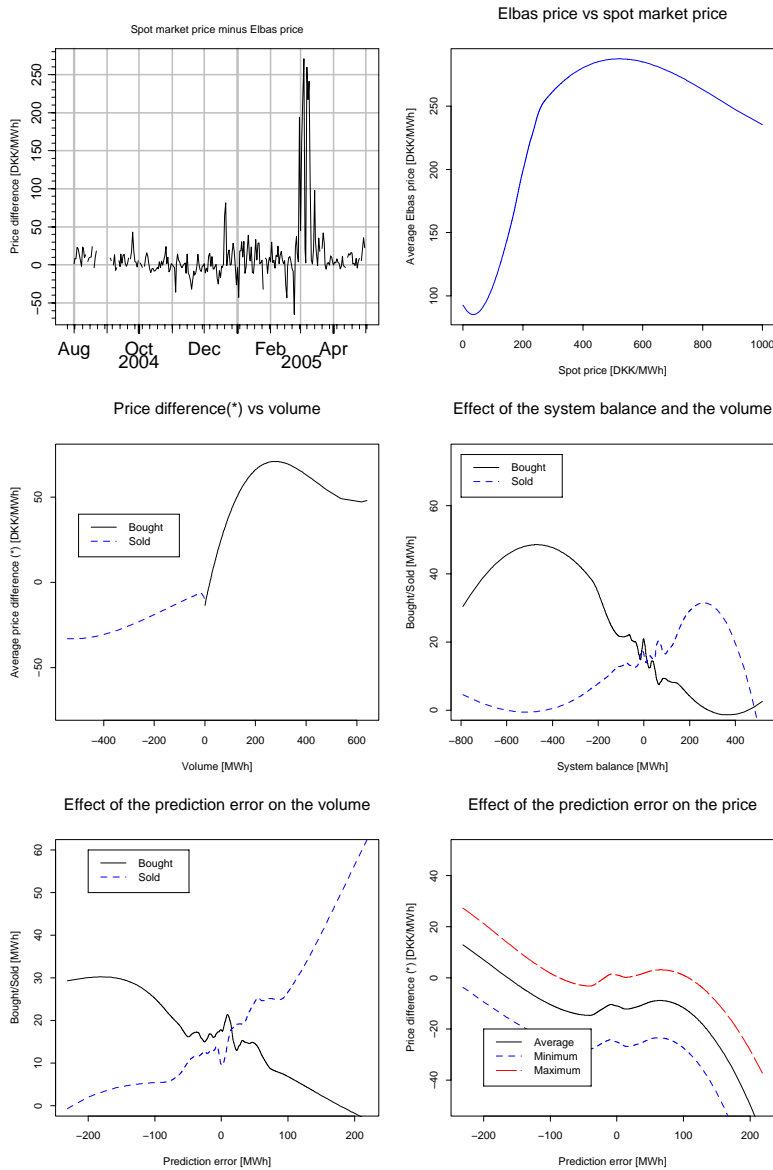 Spot market price minus Elbas price
Price difference [DKK/MWh]
−50 0 50 100 150 200 250
Aug Oct Dec Feb Apr
2004 2005
Elbas price vs spot market price
Average Elbas price [DKK/MWh]
100 150 200 250
0 200 400 600 800 1000
Spot price [DKK/MWh]
Price difference(*) vs volume
Average price difference (*) [DKK/MWh]
−50 0 50
Bought
Sold
−400 −200 0 200 400 600
Volume [MWh]
Effect of the system balance and the volume
Bought/Sold [MWh]
0 20 40 60
Bought
Sold
−800 −600 −400 −200 0 200 400
System balance [MWh]
Effect of the prediction error on the volume
Bought/Sold [MWh]
0 10 20 30 40 50 60
Bought
Sold
−200 −100 0 100 200
Prediction error [MWh]
Effect of the prediction error on the price
Price difference (*) [DKK/MWh]
−40 −20 0 20 40
Average
Minimum
Maximum
−200 −100 0 100 200
Prediction error [MWh]